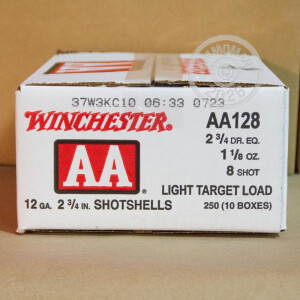 37W3KC10 06:33 0723
WINCHESTER®
AA128
2 3/4 DR. EQ.
1 1/8 OZ.
8 SHOT
AA®
LIGHT TARGET LOAD
12 GA. 2 3/4 IN. SHOTSHELLS
250 (10 BOXES)